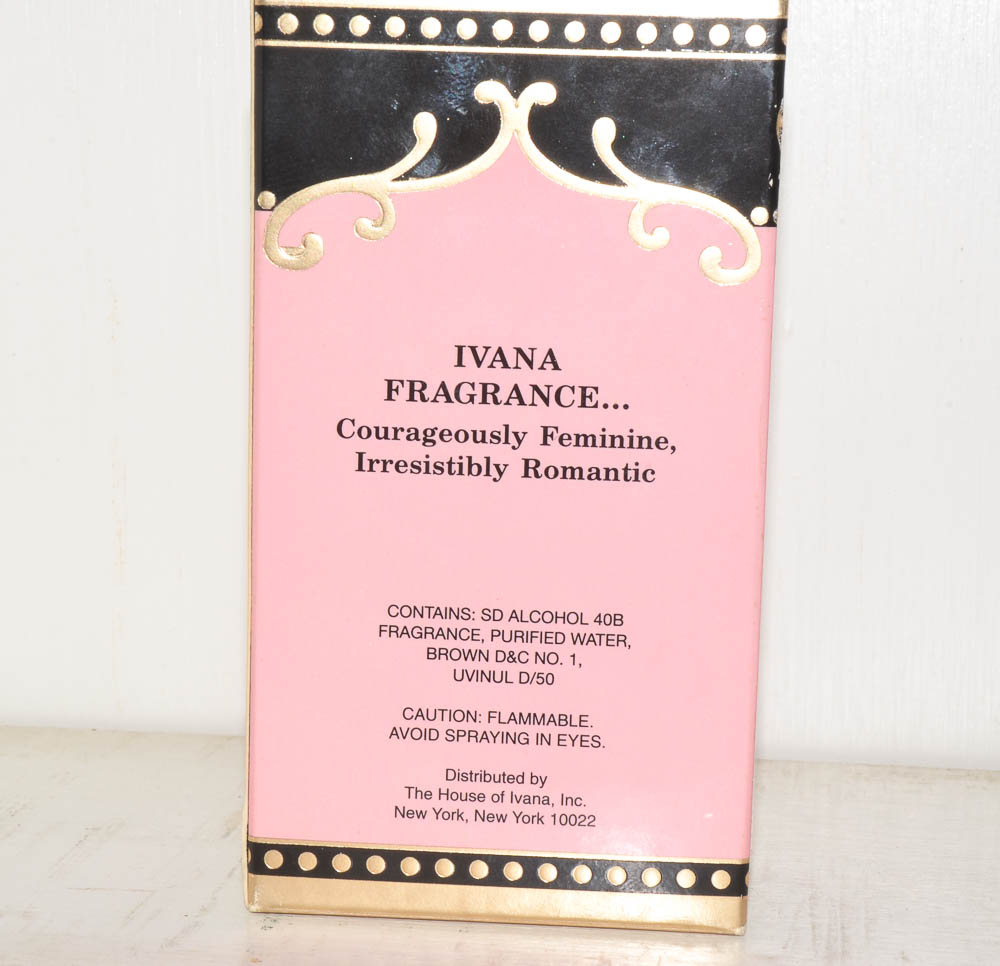 IVANA
FRAGRANCE...
Courageously Feminine,
Irresistibly Romantic
CONTAINS: SD ALCOHOL 40B
FRAGRANCE, PURIFIED WATER,
BROWN D&C NO. 1,
UVINUL D/50
CAUTION: FLAMMABLE.
AVOID SPRAYING IN EYES.
Distributed by
The House of Ivana, Inc.
New York, New York 10022